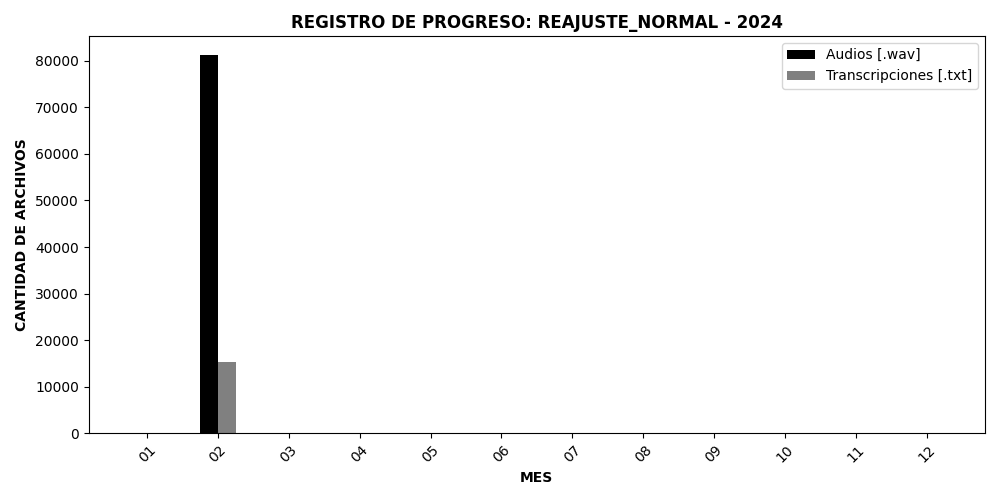 REGISTRO DE PROGRESO: REAJUSTE_NORMAL - 2024
Audios [.wav]
Transcripciones [.txt]
CANTIDAD DE ARCHIVOS
80000
70000
60000
50000
40000
30000
20000
10000
0
01 02 03 04 05 06 07 08 09 10 11 12
MES